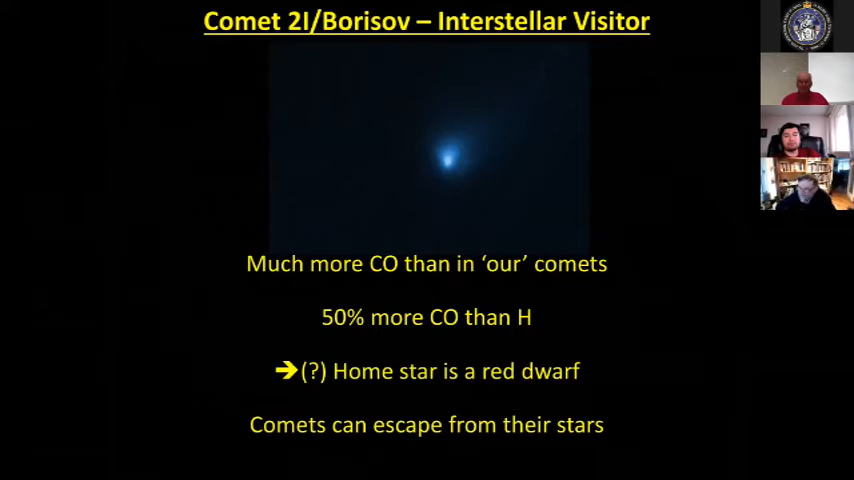 Comet 2I/Borisov – Interstellar Visitor
Much more CO than in ‘our’ comets
50% more CO than H
➔(?) Home star is a red dwarf
Comets can escape from their stars